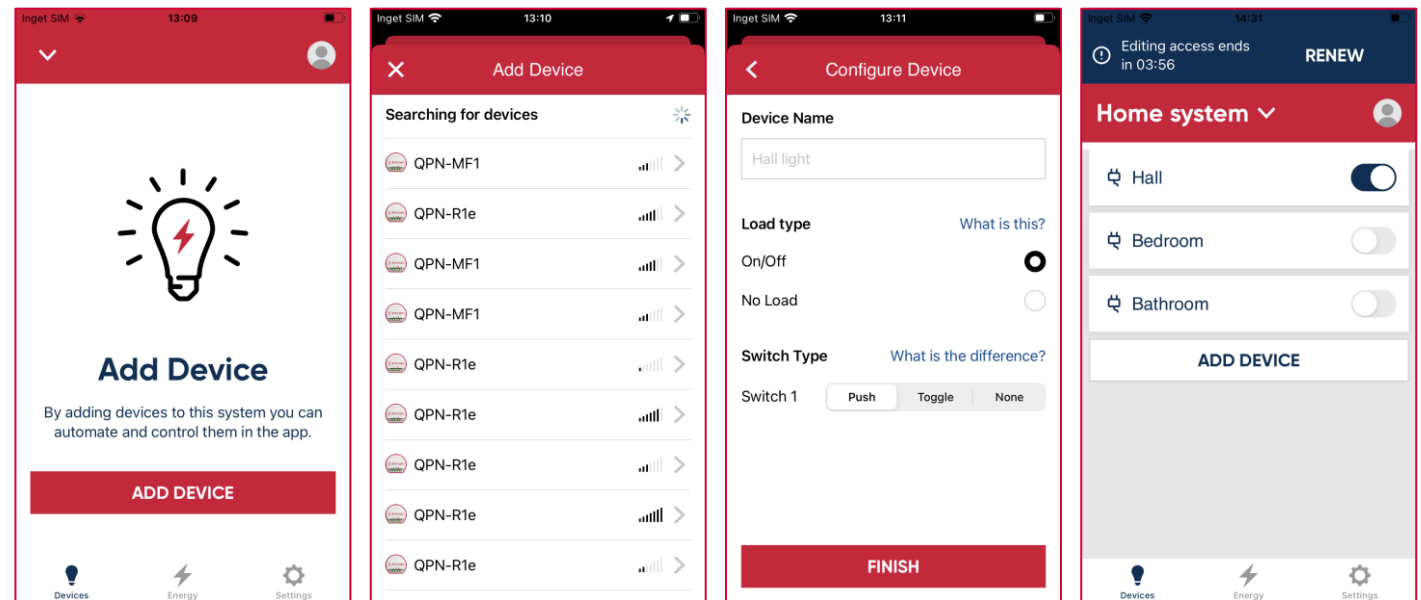 Inget SIM 13:09
Add Device
By adding devices to this system you can
automate and control them in the app.
ADD DEVICE
Devices Energy Settings
Inget SIM 13:10
Add Device
Searching for devices
QPN-MF1
QPN-R1e
QPN-MF1
QPN-MF1
QPN-R1e
QPN-R1e
QPN-R1e
QPN-R1e
QPN-R1e
Inget SIM 13:11
Configure Device
Device Name
Hall light
Load type What is this?
On/Off
No Load
Switch Type What is the difference?
Switch 1 Push Toggle None
FINISH
Inget SIM 14:31
Editing access ends
in 03:56
RENEW
Home system
Hall
Bedroom
Bathroom
ADD DEVICE
Devices Energy Settings